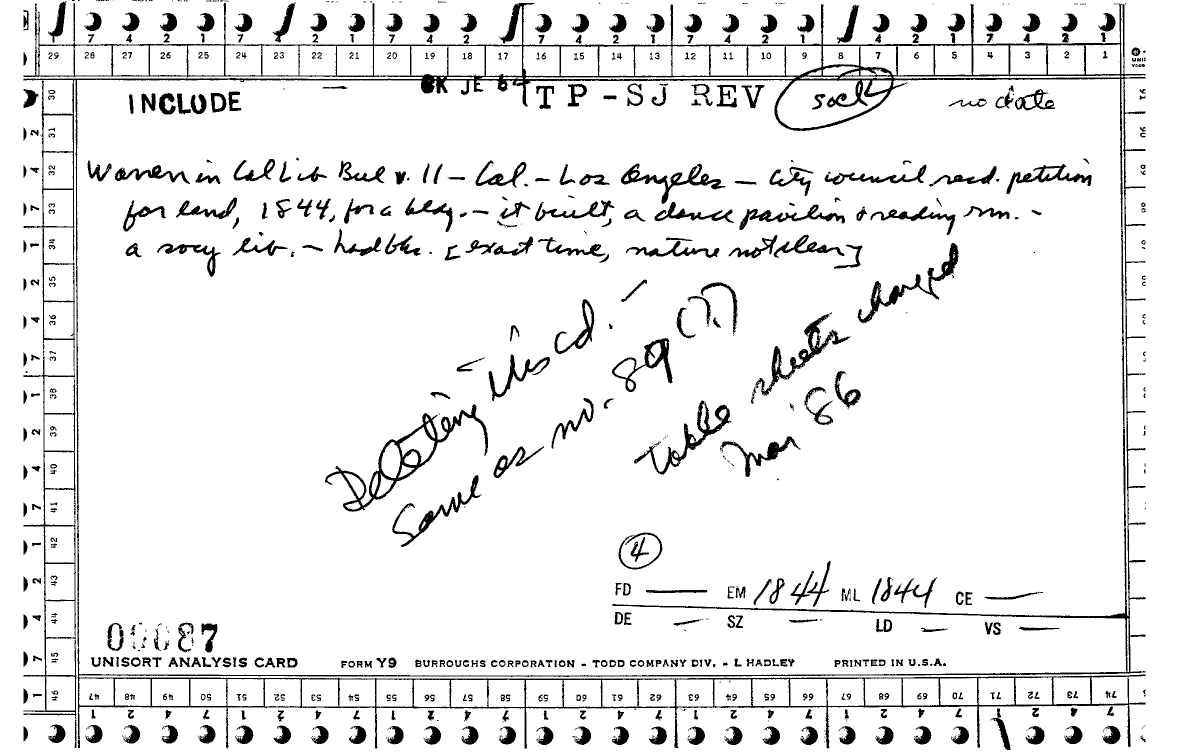 7 4 2 1 7 4 2 1 7 4 2 1 7 4 2 1 7 4 2 1 7 4 2 1 7 4 2 1
29 28 27 26 25 24 23 22 21 20 19 18 17 16 15 14 13 12 11 10 9 8 7 6 5 4 3 2 1
INCLUDE — CK JE 64 TP-SJ REV socL no date
Women in Cal Lib Bul v. 11 — Cal. — Los Angeles — City council recd. petition
for land, 1844, for a bldg. — it built, a dance pavilion & reading rm. —
a socy lib. — had bks. [exact time, nature not clear]
Deleting this cd. —
Same as no. 89 (?)
Table sheets changed
Mar '86
4
FD — EM 1844 ML 1844 CE —
DE — SZ — LD — VS —
00087
UNISORT ANALYSIS CARD FORM Y9 BURROUGHS CORPORATION - TODD COMPANY DIV. - L HADLEY PRINTED IN U.S.A.
30
31
32
33
34
35
36
37
38
39
40
41
42
43
44
45
46
47 48 49 50 51 52 53 54 55 56 57 58 59 60 61 62 63 64 65 66 67 68 69 70 71 72 73 74
1 2 4 7 1 2 4 7 1 2 4 7 1 2 4 7 1 2 4 7 1 2 4 7 1 2 4 7